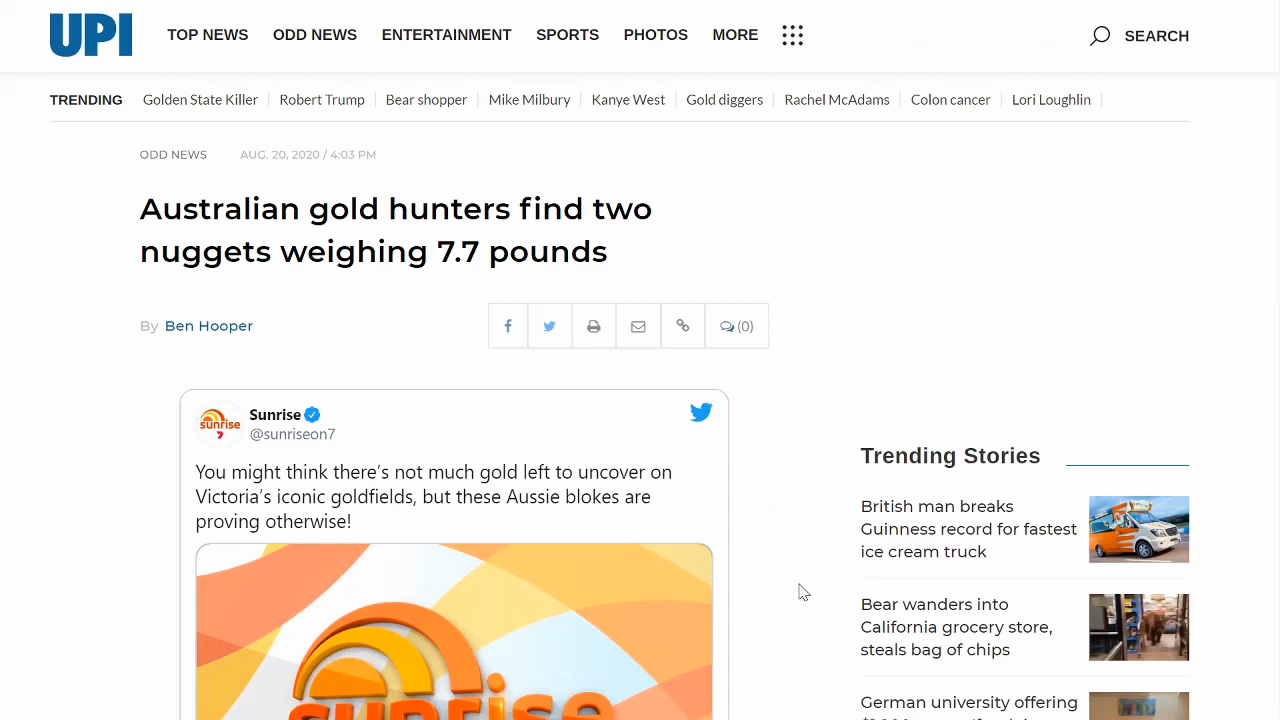 UPI
TOP NEWS ODD NEWS ENTERTAINMENT SPORTS PHOTOS MORE SEARCH
TRENDING Golden State Killer Robert Trump Bear shopper Mike Milbury Kanye West Gold diggers Rachel McAdams Colon cancer Lori Loughlin
ODD NEWS AUG. 20, 2020 / 4:03 PM
Australian gold hunters find two
nuggets weighing 7.7 pounds
By Ben Hooper
(0)
sunrise
7
Sunrise
@sunriseon7
You might think there's not much gold left to uncover on
Victoria's iconic goldfields, but these Aussie blokes are
proving otherwise!
sunrise
Trending Stories
British man breaks
Guinness record for fastest
ice cream truck
Bear wanders into
California grocery store,
steals bag of chips
German university offering